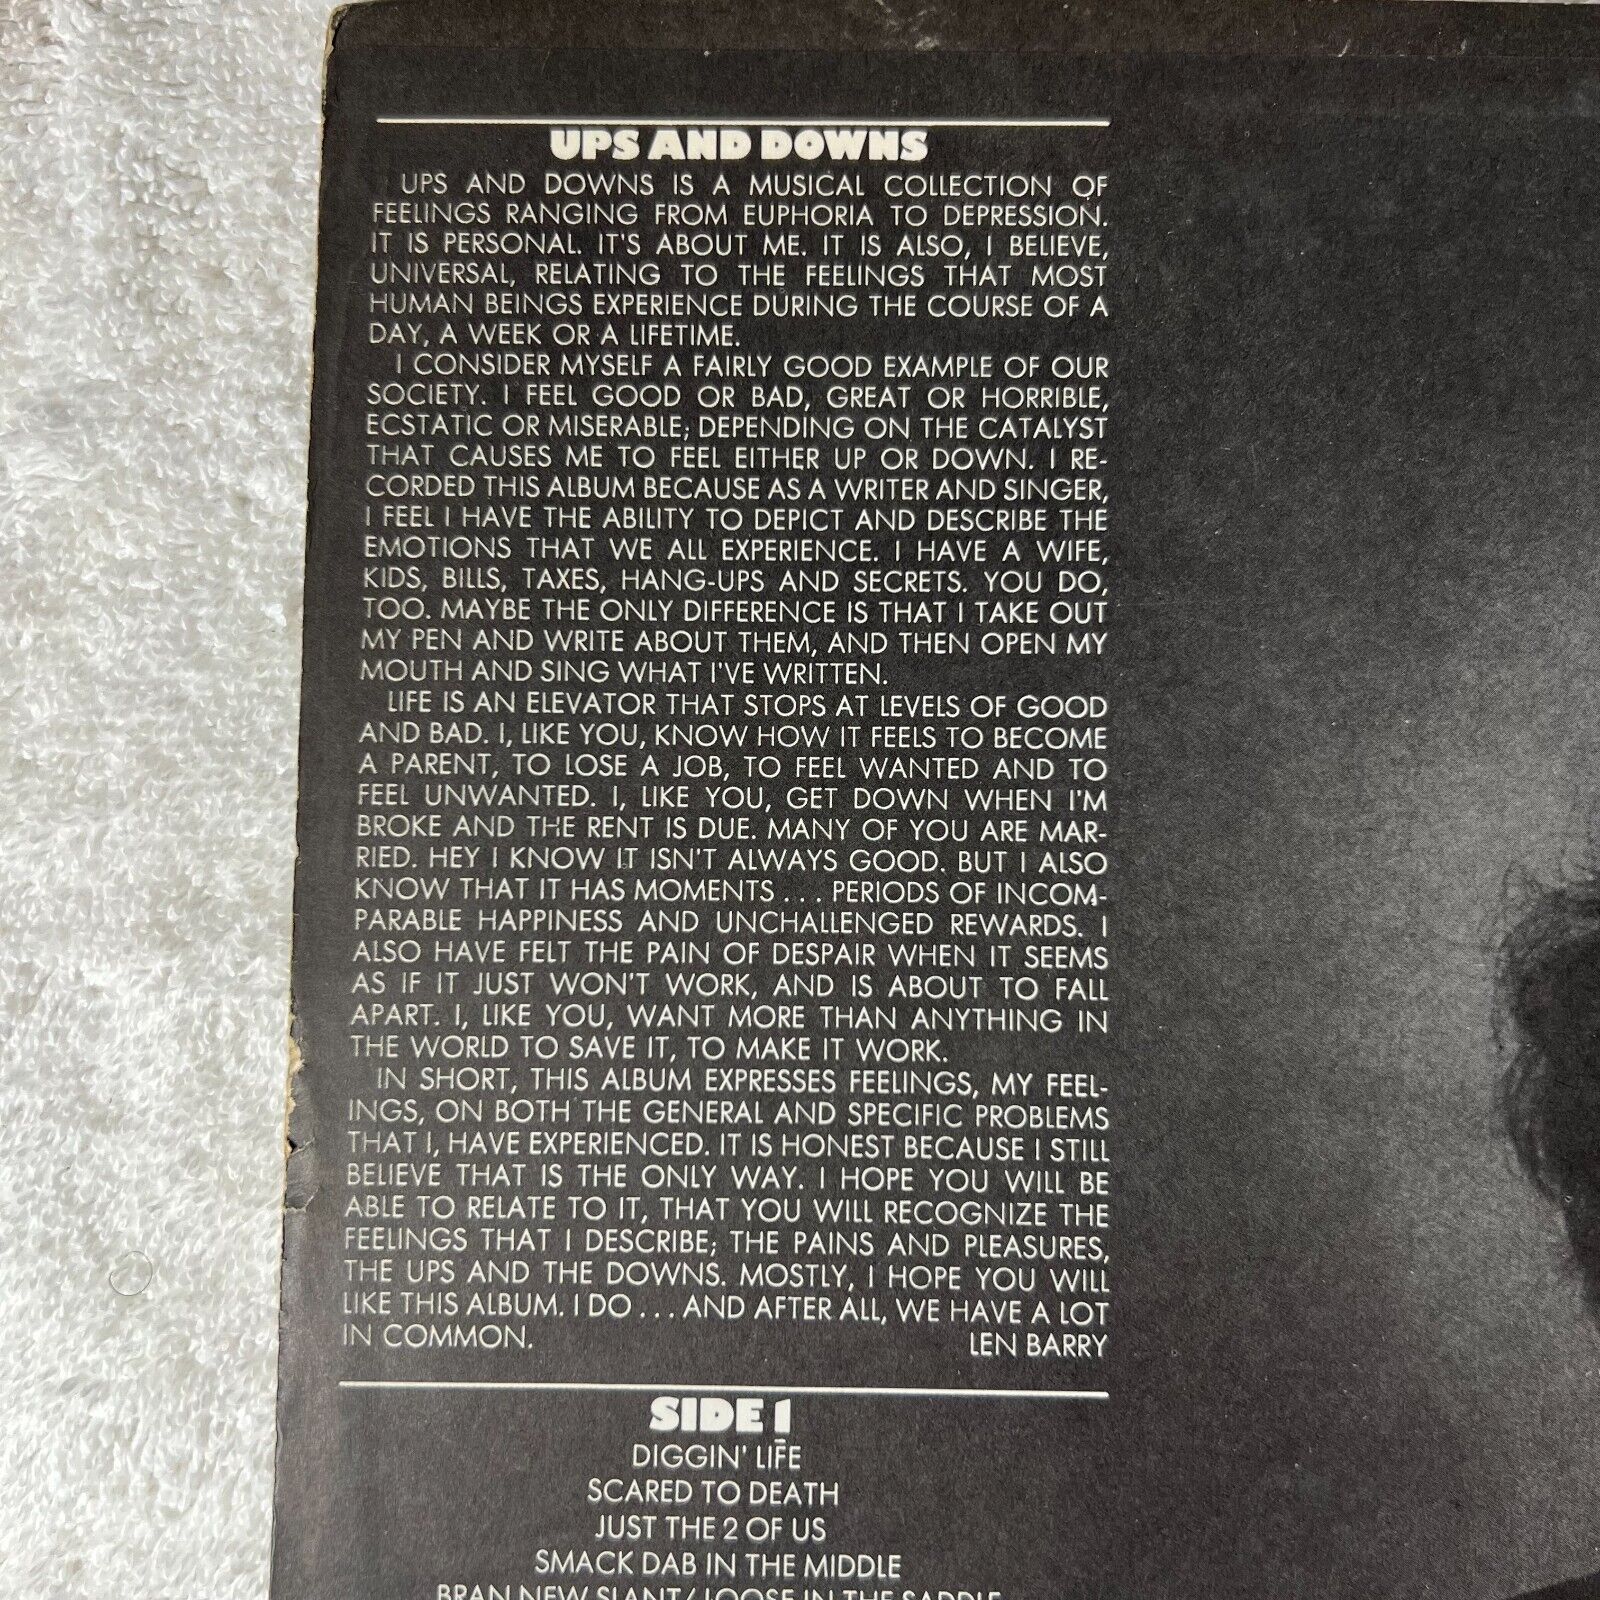 UPS AND DOWNS
UPS AND DOWNS IS A MUSICAL COLLECTION OF
FEELINGS RANGING FROM EUPHORIA TO DEPRESSION.
IT IS PERSONAL. IT'S ABOUT ME. IT IS ALSO, I BELIEVE,
UNIVERSAL, RELATING TO THE FEELINGS THAT MOST
HUMAN BEINGS EXPERIENCE DURING THE COURSE OF A
DAY, A WEEK OR A LIFETIME.
I CONSIDER MYSELF A FAIRLY GOOD EXAMPLE OF OUR
SOCIETY. I FEEL GOOD OR BAD, GREAT OR HORRIBLE,
ECSTATIC OR MISERABLE; DEPENDING ON THE CATALYST
THAT CAUSES ME TO FEEL EITHER UP OR DOWN. I RE-
CORDED THIS ALBUM BECAUSE AS A WRITER AND SINGER,
I FEEL I HAVE THE ABILITY TO DEPICT AND DESCRIBE THE
EMOTIONS THAT WE ALL EXPERIENCE. I HAVE A WIFE,
KIDS, BILLS, TAXES, HANG-UPS AND SECRETS. YOU DO,
TOO. MAYBE THE ONLY DIFFERENCE IS THAT I TAKE OUT
MY PEN AND WRITE ABOUT THEM, AND THEN OPEN MY
MOUTH AND SING WHAT I'VE WRITTEN.
LIFE IS AN ELEVATOR THAT STOPS AT LEVELS OF GOOD
AND BAD. I, LIKE YOU, KNOW HOW IT FEELS TO BECOME
A PARENT, TO LOSE A JOB, TO FEEL WANTED AND TO
FEEL UNWANTED. I, LIKE YOU, GET DOWN WHEN I'M
BROKE AND THE RENT IS DUE. MANY OF YOU ARE MAR-
RIED. HEY I KNOW IT ISN'T ALWAYS GOOD. BUT I ALSO
KNOW THAT IT HAS MOMENTS ... PERIODS OF INCOM-
PARABLE HAPPINESS AND UNCHALLENGED REWARDS. I
ALSO HAVE FELT THE PAIN OF DESPAIR WHEN IT SEEMS
AS IF IT JUST WON'T WORK, AND IS ABOUT TO FALL
APART. I, LIKE YOU, WANT MORE THAN ANYTHING IN
THE WORLD TO SAVE IT, TO MAKE IT WORK.
IN SHORT, THIS ALBUM EXPRESSES FEELINGS, MY FEEL-
INGS, ON BOTH THE GENERAL AND SPECIFIC PROBLEMS
THAT I, HAVE EXPERIENCED. IT IS HONEST BECAUSE I STILL
BELIEVE THAT IS THE ONLY WAY. I HOPE YOU WILL BE
ABLE TO RELATE TO IT, THAT YOU WILL RECOGNIZE THE
FEELINGS THAT I DESCRIBE; THE PAINS AND PLEASURES,
THE UPS AND THE DOWNS. MOSTLY, I HOPE YOU WILL
LIKE THIS ALBUM. I DO ... AND AFTER ALL, WE HAVE A LOT
IN COMMON. LEN BARRY
SIDE 1
DIGGIN' LIFE
SCARED TO DEATH
JUST THE 2 OF US
SMACK DAB IN THE MIDDLE
BRAN NEW SLANT/LOOSE IN THE SADDLE